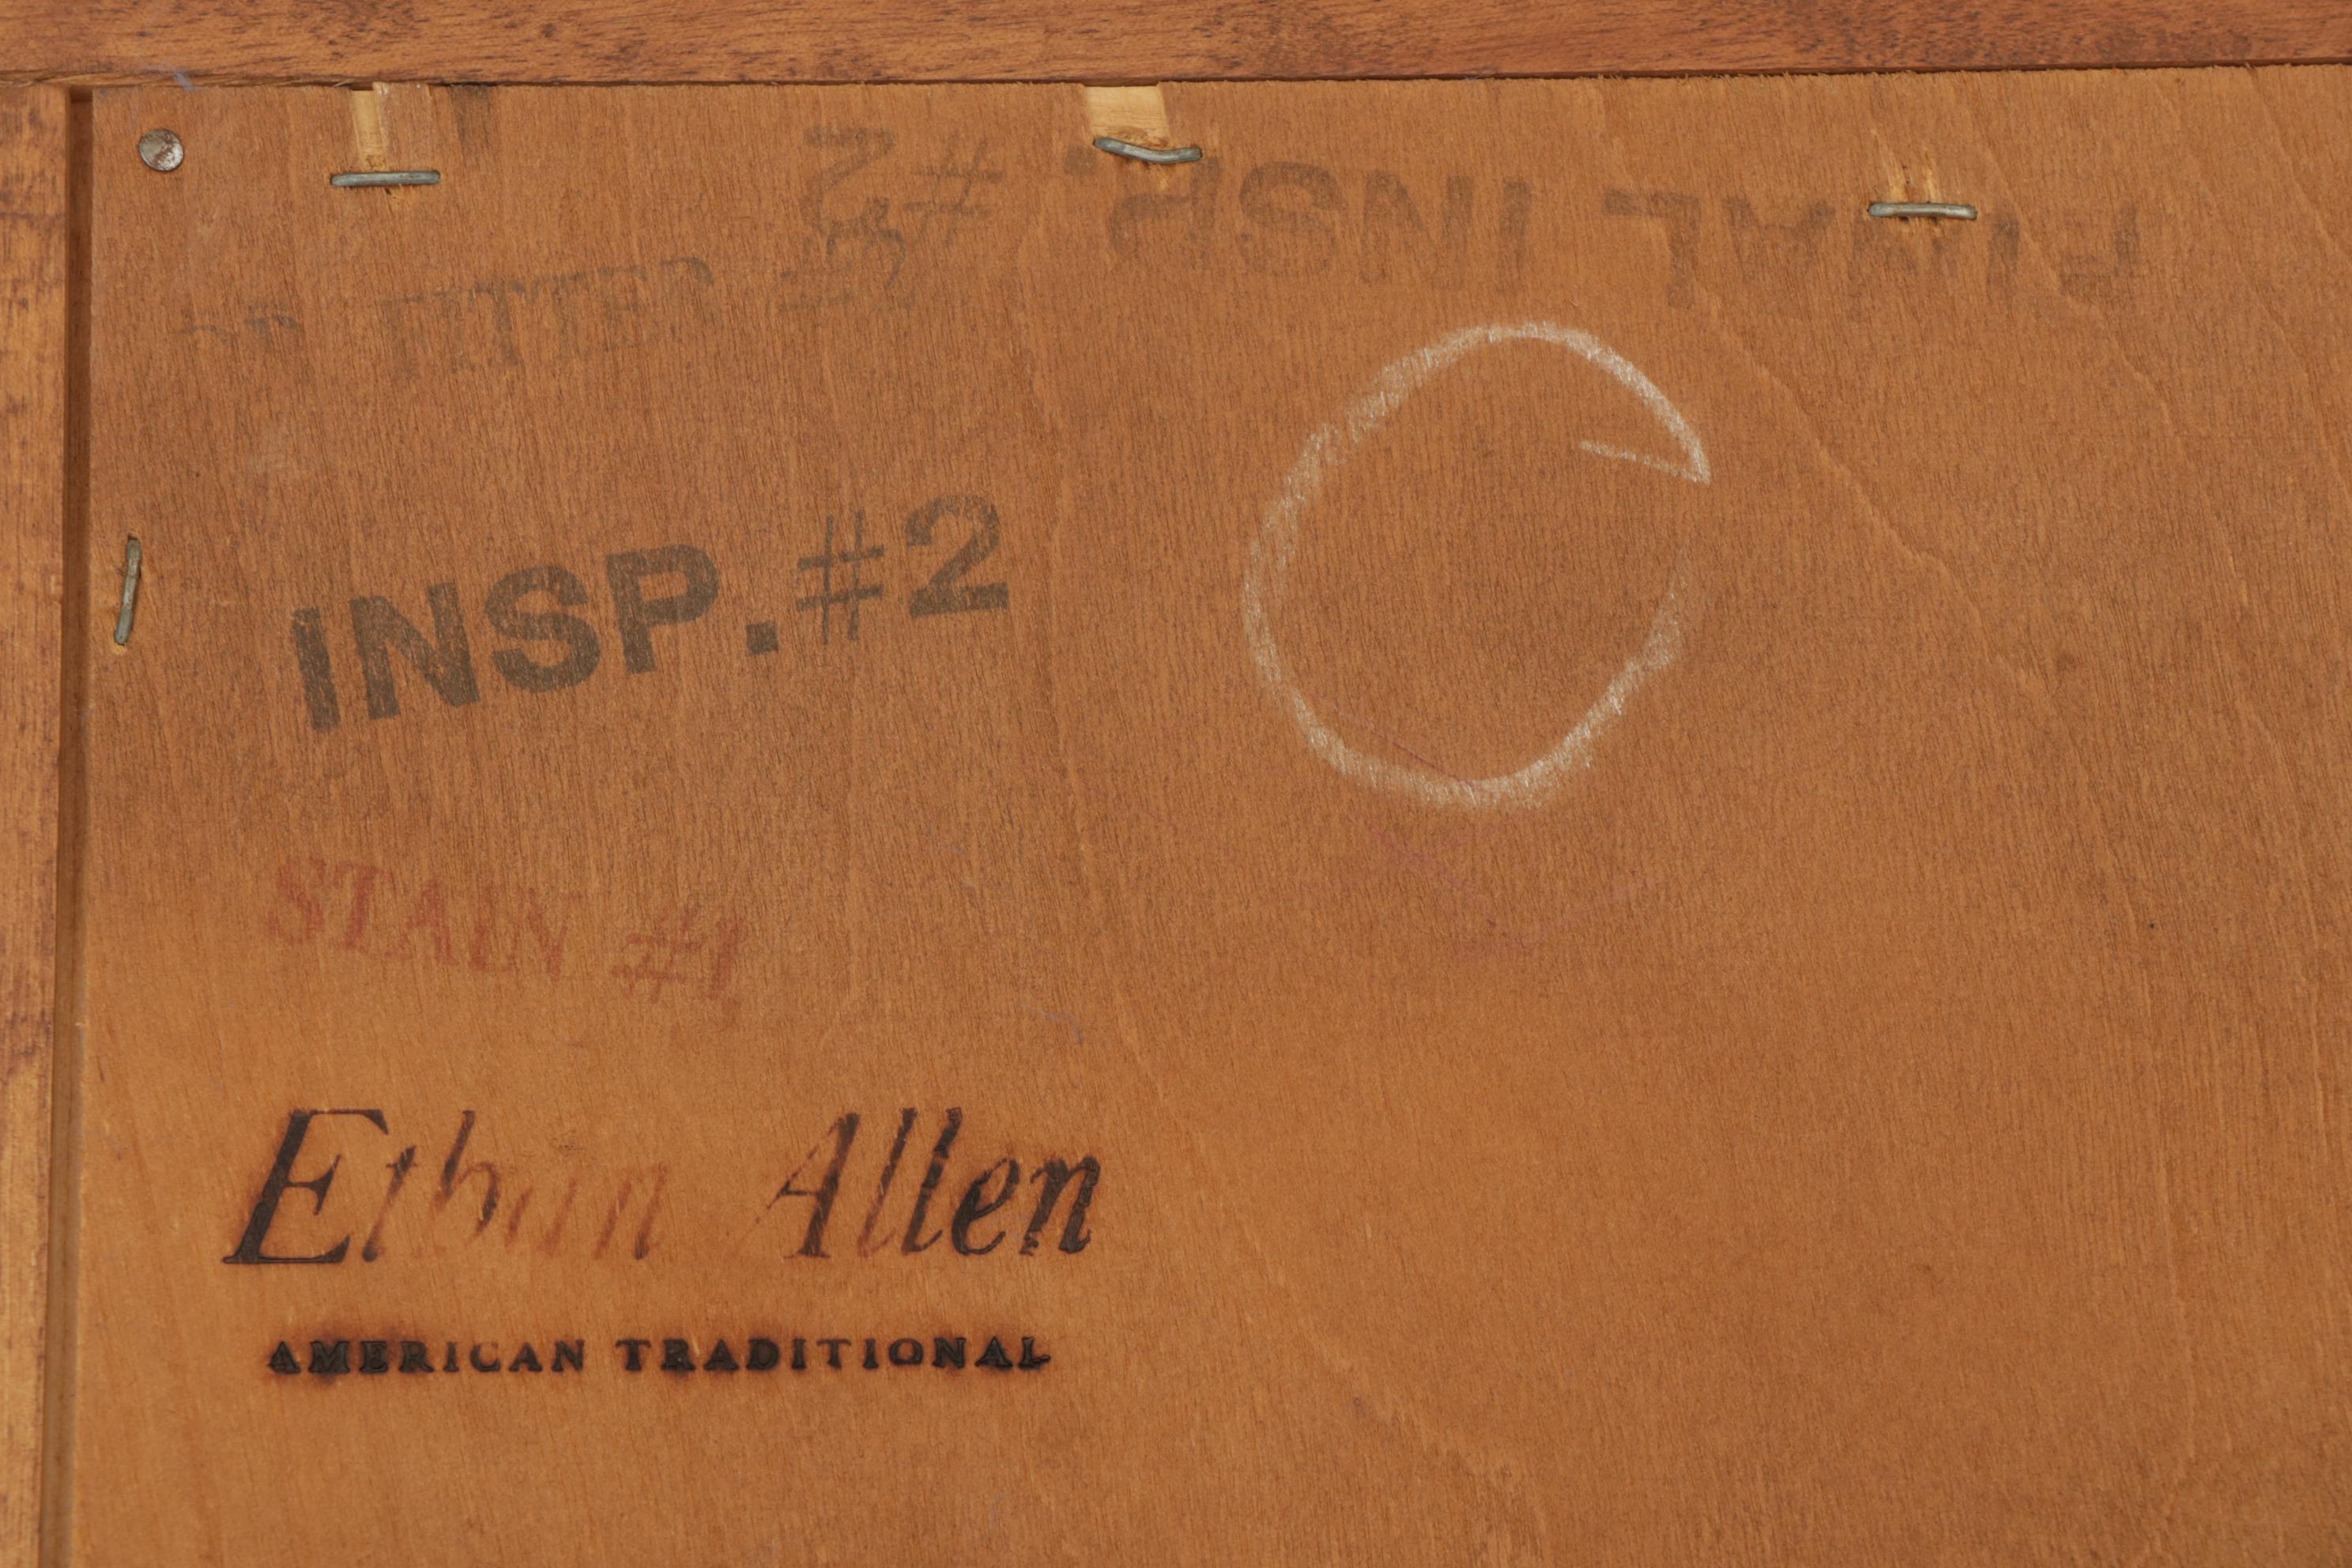 FINAL INSP. #2
FITTER #2
INSP. #2
STAIN #1
Ethan Allen
AMERICAN TRADITIONAL